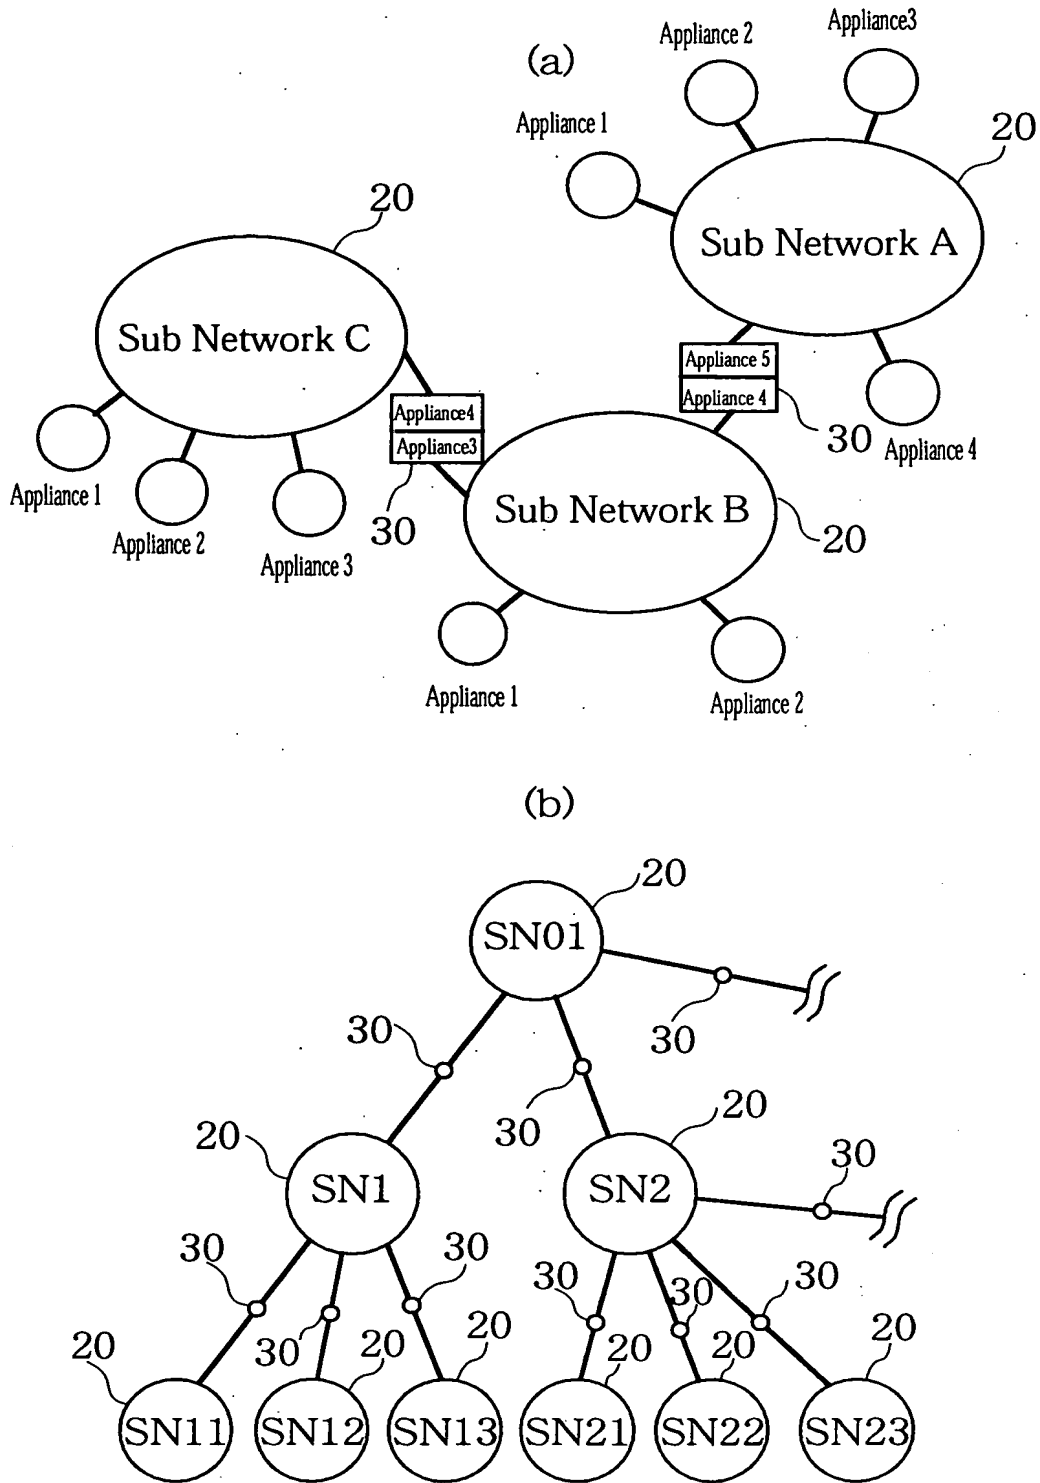 (a)
Appliance 2
Appliance3
Appliance 1
20
Sub Network A
20
Sub Network C
Appliance 5
Appliance 4
30
Appliance 4
Appliance4
Appliance3
30
Sub Network B
20
Appliance 1
Appliance 2
Appliance 3
Appliance 1
Appliance 2
(b)
20
SN01
30
30
30
20
SN1
20
SN2
30
30
30
30
30
30
30
20
20
20
20
20
20
SN11
SN12
SN13
SN21
SN22
SN23